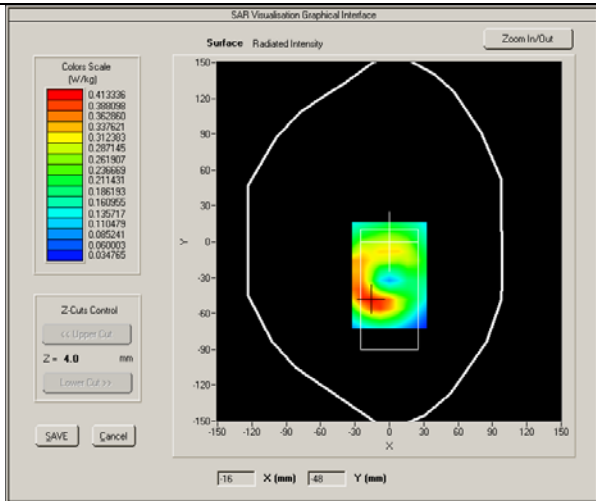 SAR Visualisation Graphical Interface
Surface Radiated Intensity
Zoom In/Out
Colors Scale
(W/kg)
0.413336
0.388098
0.362860
0.337621
0.312383
0.287145
0.261907
0.236669
0.211431
0.186193
0.160955
0.135717
0.110479
0.085241
0.060003
0.034765
Z-Cuts Control
<< Upper Cut
Z = 4.0 mm
Lower Cut >>
SAVE Cancel
150
120
90
60
30
0
-30
-60
-90
-120
-150
Y
-150 -120 -90 -60 -30 0 30 60 90 120 150
X
-16 X (mm) -48 Y (mm)